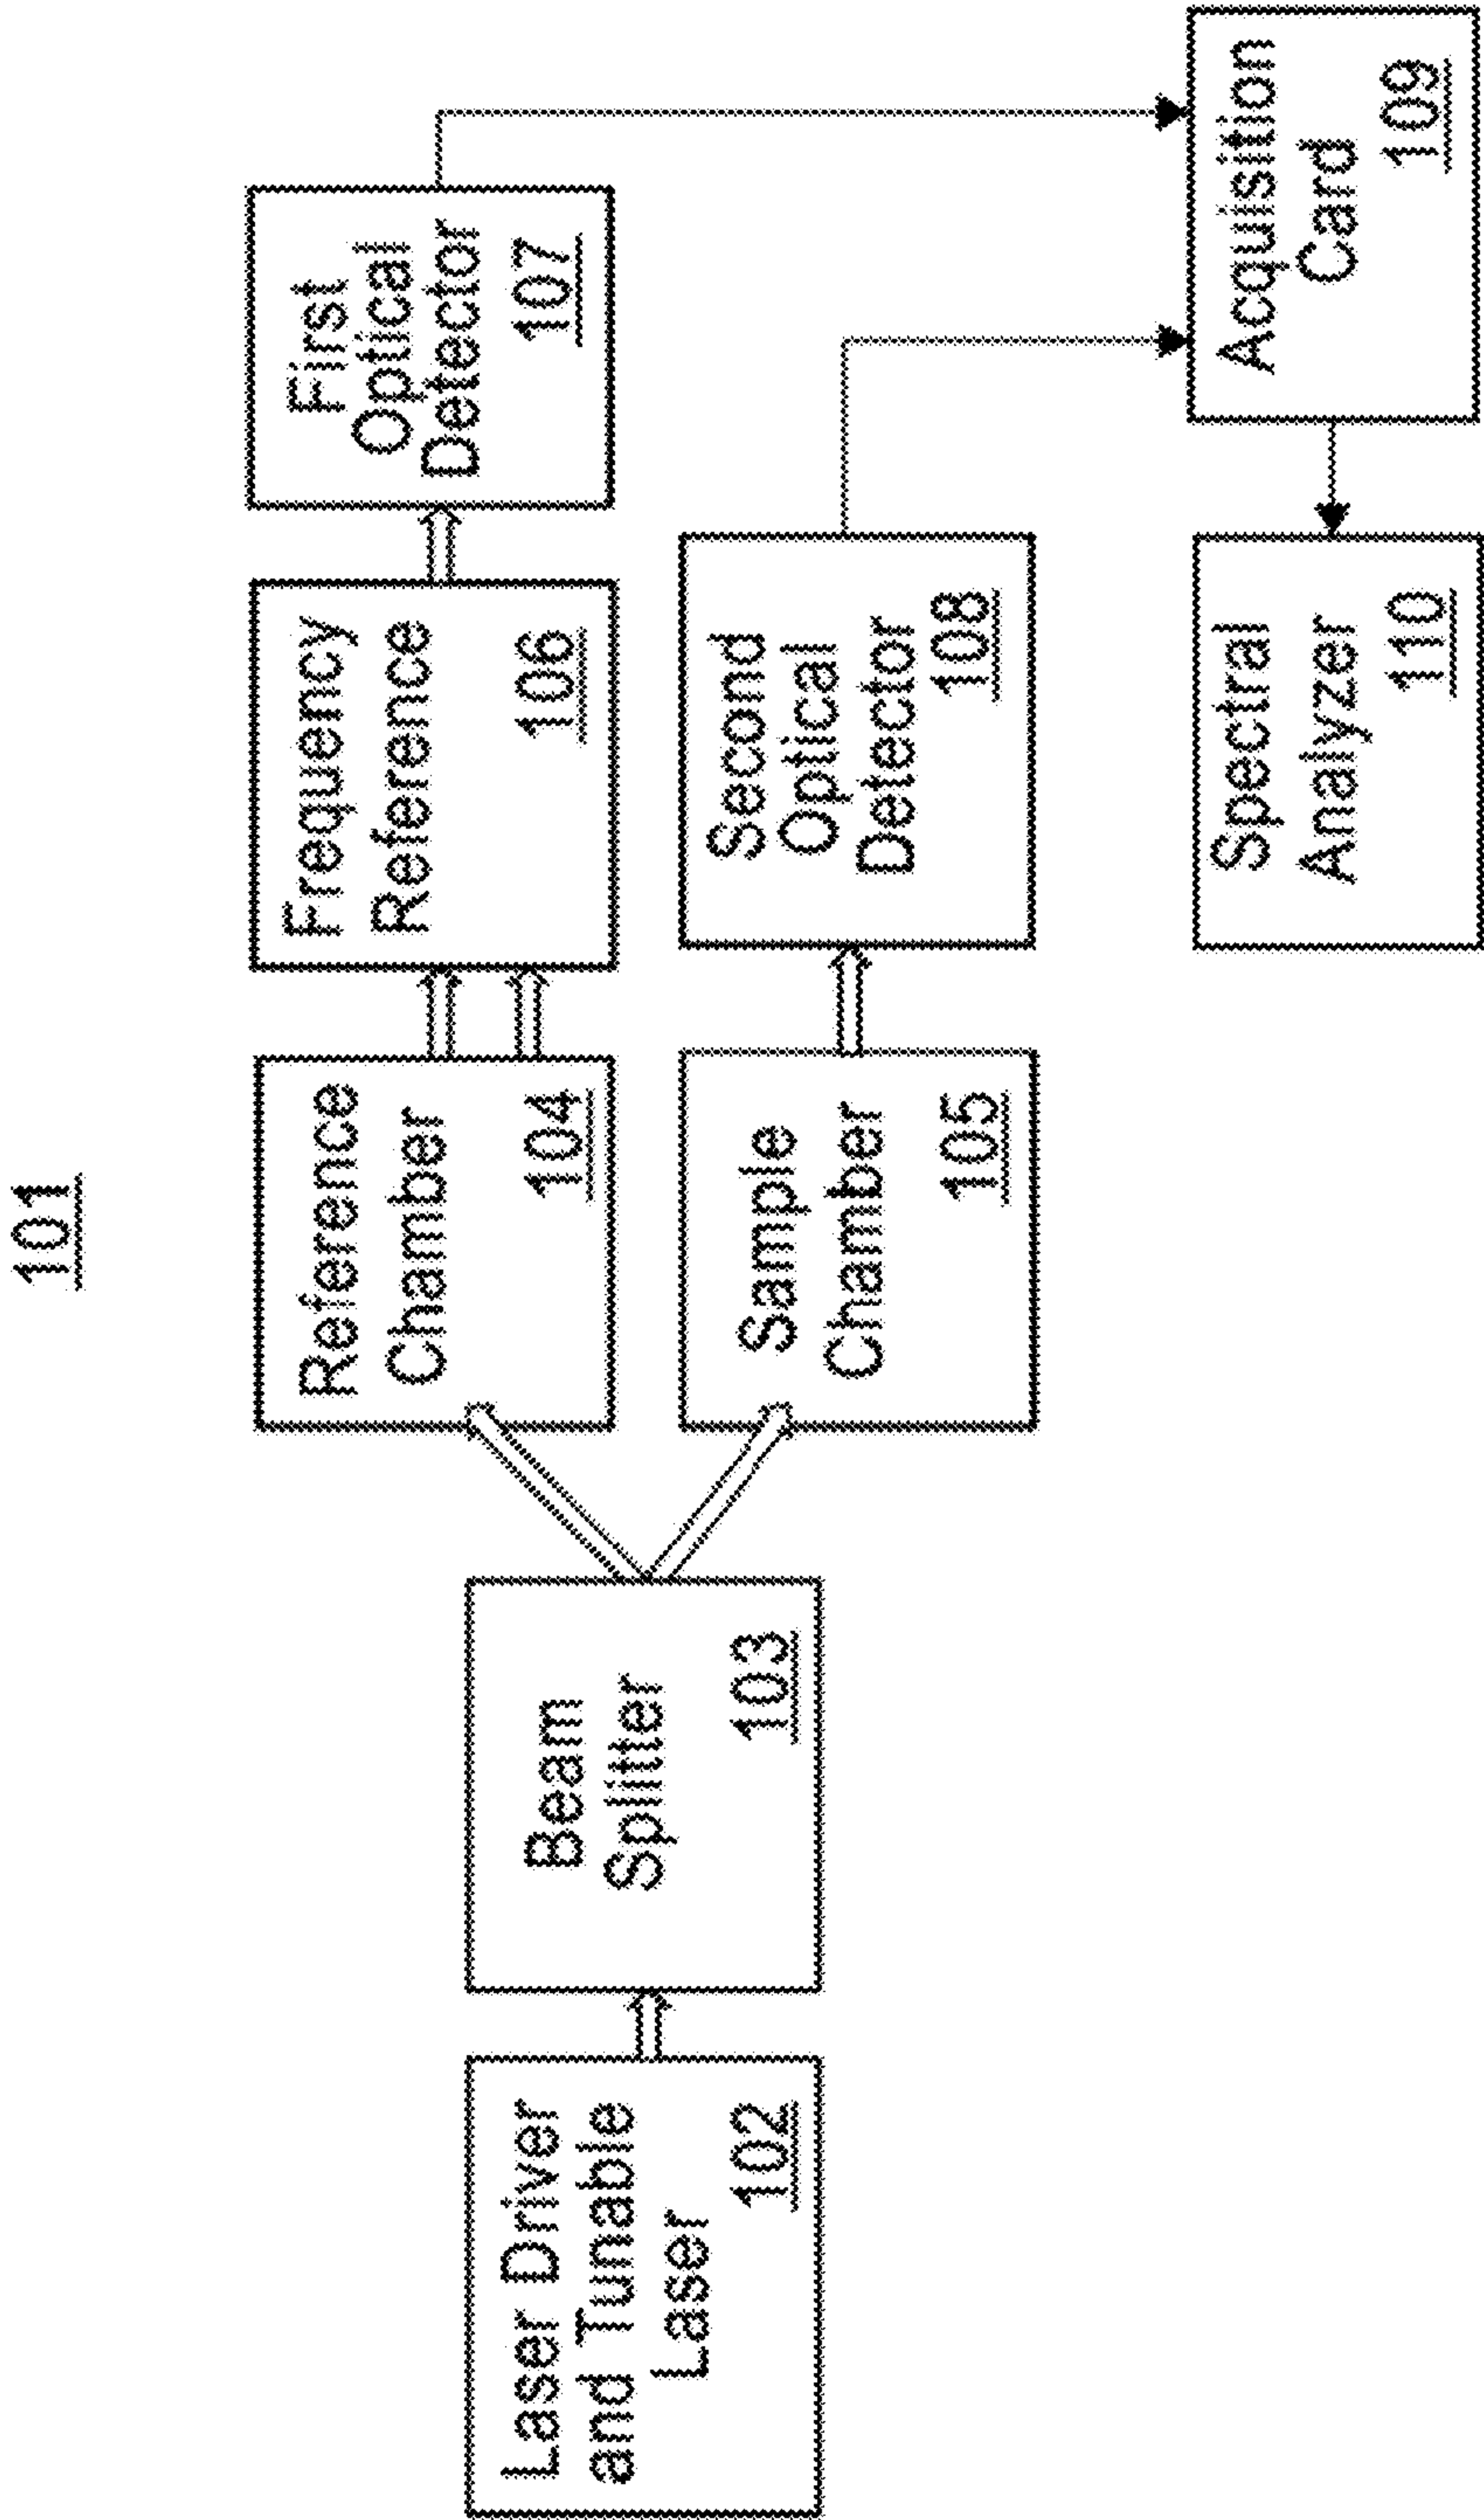 101
Laser Driver
and Tunable
Laser
102
Beam
Splitter
103
Reference
Chamber
104
Sample
Chamber
105
Frequency
Reference
106
First
Optical
Detector
107
Second
Optical
Detector
108
Acquisition
Card
109
Spectral
Analyzer
110